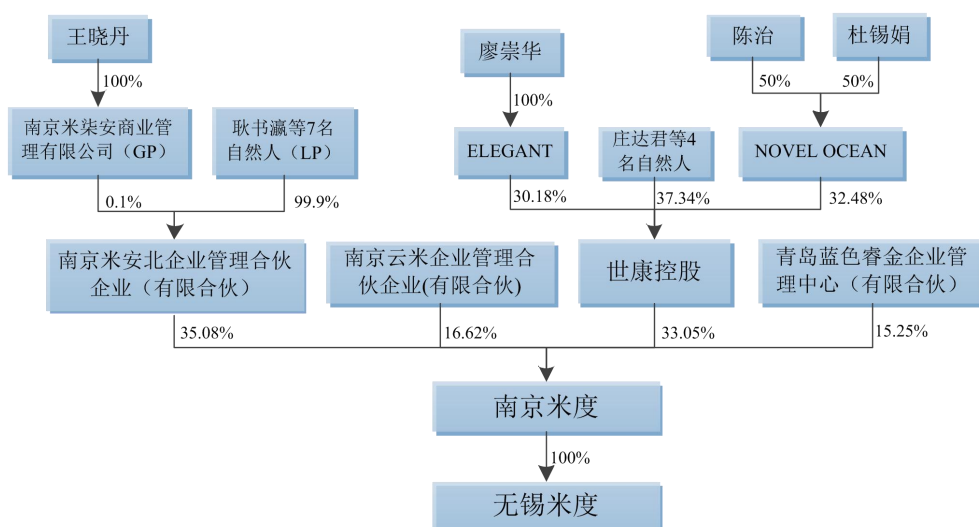 王晓丹
廖崇华
陈治
杜锡娟
100%
100%
50%
50%
南京米柒安商业管
理有限公司（GP）
耿书瀛等7名
自然人（LP）
ELEGANT
庄达君等4
名自然人
NOVEL OCEAN
0.1%
99.9%
30.18%
37.34%
32.48%
南京米安北企业管理合伙
企业（有限合伙）
南京云米企业管理合
伙企业(有限合伙)
世康控股
青岛蓝色睿金企业管
理中心（有限合伙）
35.08%
16.62%
33.05%
15.25%
南京米度
100%
无锡米度